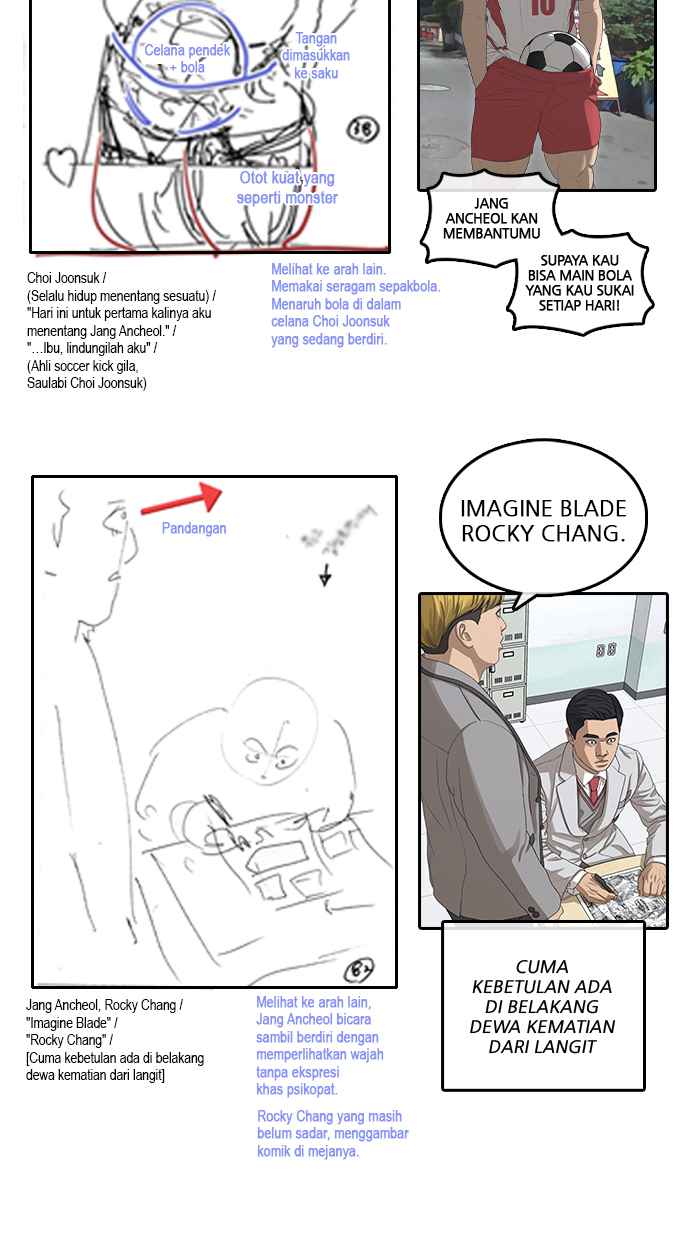 10
Celana pendek
+ bola
Tangan
dimasukkan
ke saku
38
Otot kuat yang
seperti monster
JANG
ANCHEOL KAN
MEMBANTUMU
SUPAYA KAU
BISA MAIN BOLA
YANG KAU SUKAI
SETIAP HARI!
Choi Joonsuk /
(Selalu hidup menentang sesuatu) /
"Hari ini untuk pertama kalinya aku
menentang Jang Ancheol." /
"...Ibu, lindungilah aku" /
(Ahli soccer kick gila,
Saulabi Choi Joonsuk)
Melihat ke arah lain.
Memakai seragam sepakbola.
Menaruh bola di dalam
celana Choi Joonsuk
yang sedang berdiri.
Pandangan
IMAGINE BLADE
ROCKY CHANG.
82
CUMA
KEBETULAN ADA
DI BELAKANG
DEWA KEMATIAN
DARI LANGIT
Jang Ancheol, Rocky Chang /
"Imagine Blade" /
"Rocky Chang" /
[Cuma kebetulan ada di belakang
dewa kematian dari langit]
Melihat ke arah lain,
Jang Ancheol bicara
sambil berdiri dengan
memperlihatkan wajah
tanpa ekspresi
khas psikopat.
Rocky Chang yang masih
belum sadar, menggambar
komik di mejanya.